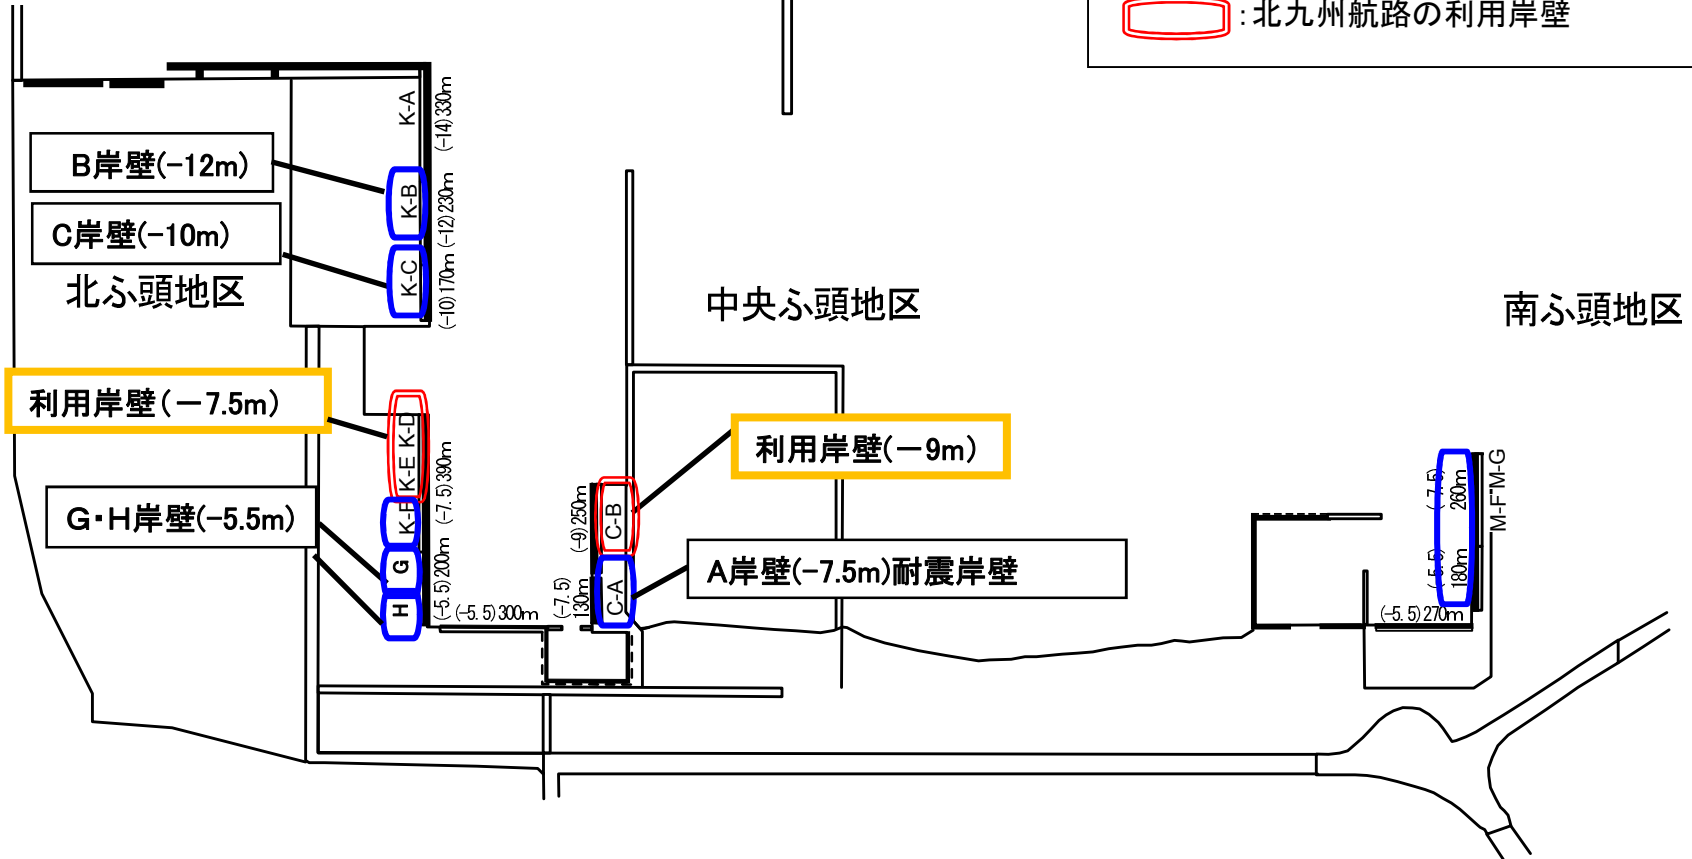 ：北九州航路の利用岸壁
K-A
(-14)330m
B岸壁(-12m)
K-B
(-12)230m
C岸壁(-10m)
K-C
(-10)170m
北ふ頭地区
中央ふ頭地区
南ふ頭地区
利用岸壁(－7.5m)
K-D
K-E
(-7.5)390m
利用岸壁(－9m)
G・H岸壁(-5.5m)
K-F
G
H
(-5.5)200m
(-5.5)300m
(-9)250m
C-B
(-7.5)
130m
C-A
A岸壁(-7.5m)耐震岸壁
(-7.5)
260m
M-F
M-G
(-5.5)
180m
(-5.5)270m